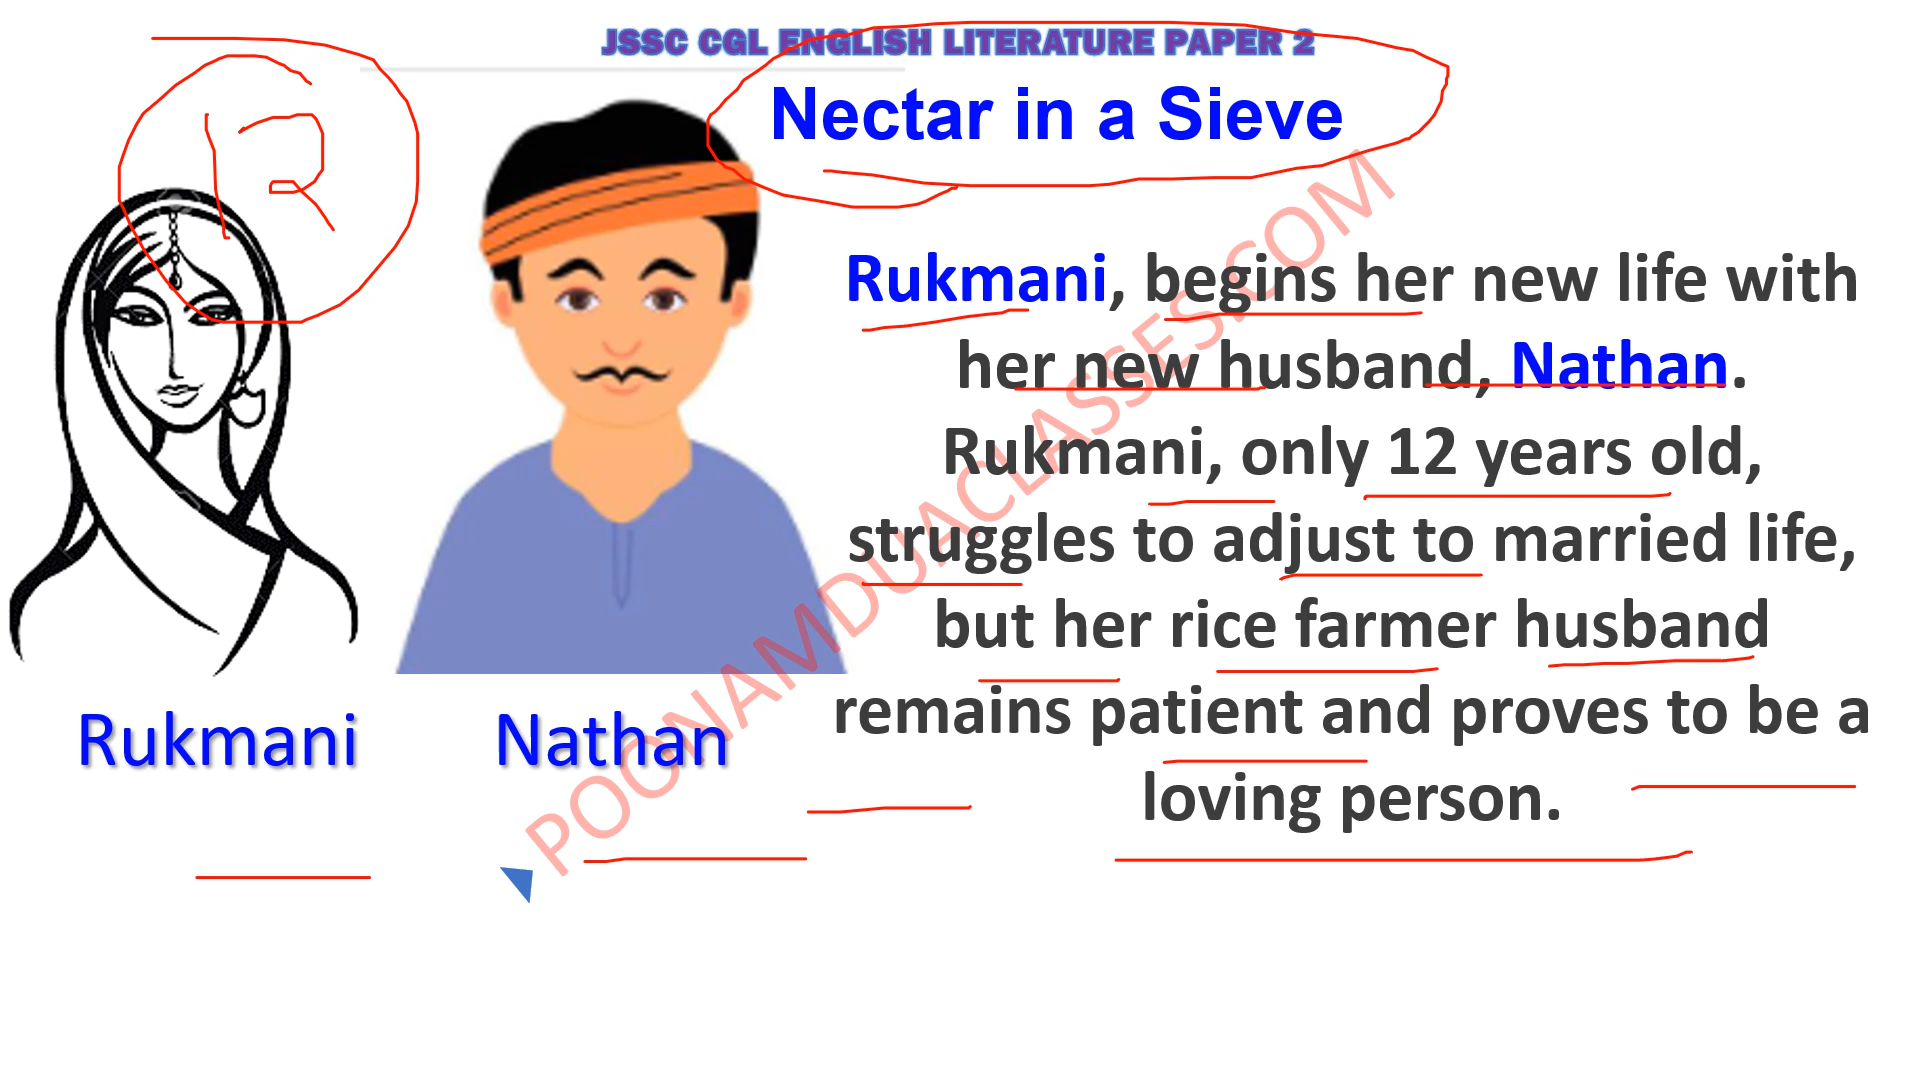 JSSC CGL ENGLISH LITERATURE PAPER 2
Nectar in a Sieve
R
Rukmani, begins her new life with
her new husband, Nathan.
Rukmani, only 12 years old,
struggles to adjust to married life,
but her rice farmer husband
remains patient and proves to be a
loving person.
Rukmani
Nathan
POONAMDUACLASSES.COM